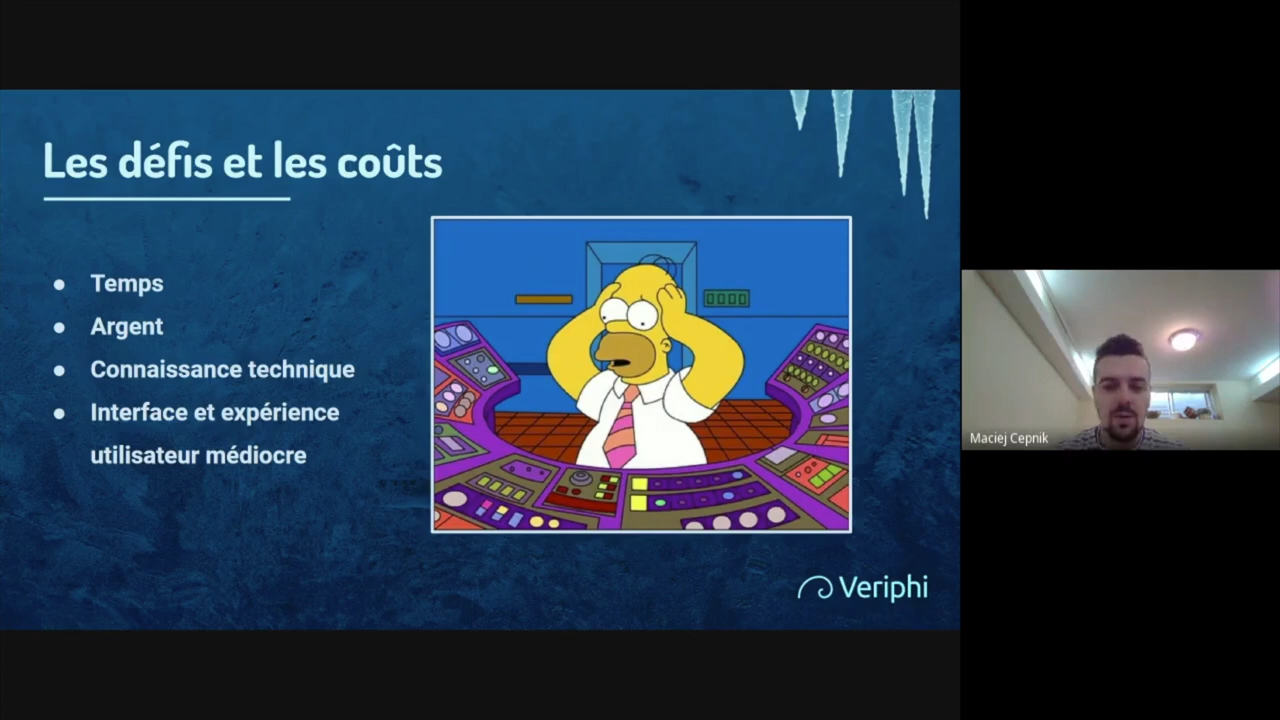 Les défis et les coûts
● Temps
● Argent
● Connaissance technique
● Interface et expérience
utilisateur médiocre
Veriphi
Maciej Cepnik